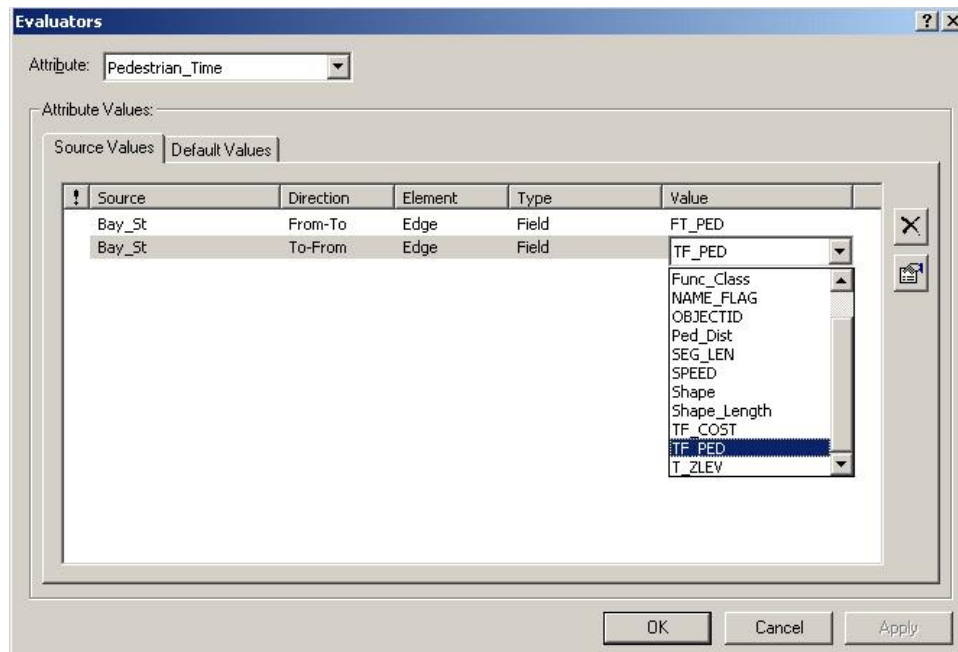 Evaluators
Attribute: Pedestrian_Time
Attribute Values:
Source Values Default Values
! Source Direction Element Type Value
Bay_St From-To Edge Field FT_PED
Bay_St To-From Edge Field TF_PED
Func_Class
NAME_FLAG
OBJECTID
Ped_Dist
SEG_LEN
SPEED
Shape
Shape_Length
TF_COST
TF_PED
T_ZLEV
OK Cancel Apply